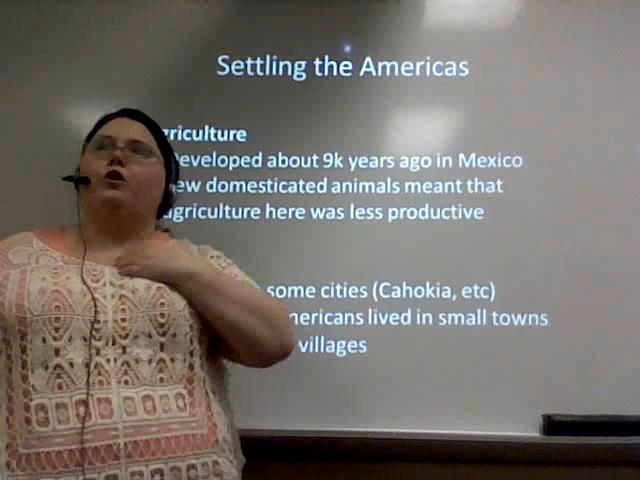 Settling the Americas
griculture
Developed about 9k years ago in Mexico
ew domesticated animals meant that
agriculture here was less productive
some cities (Cahokia, etc)
mericans lived in small towns
villages